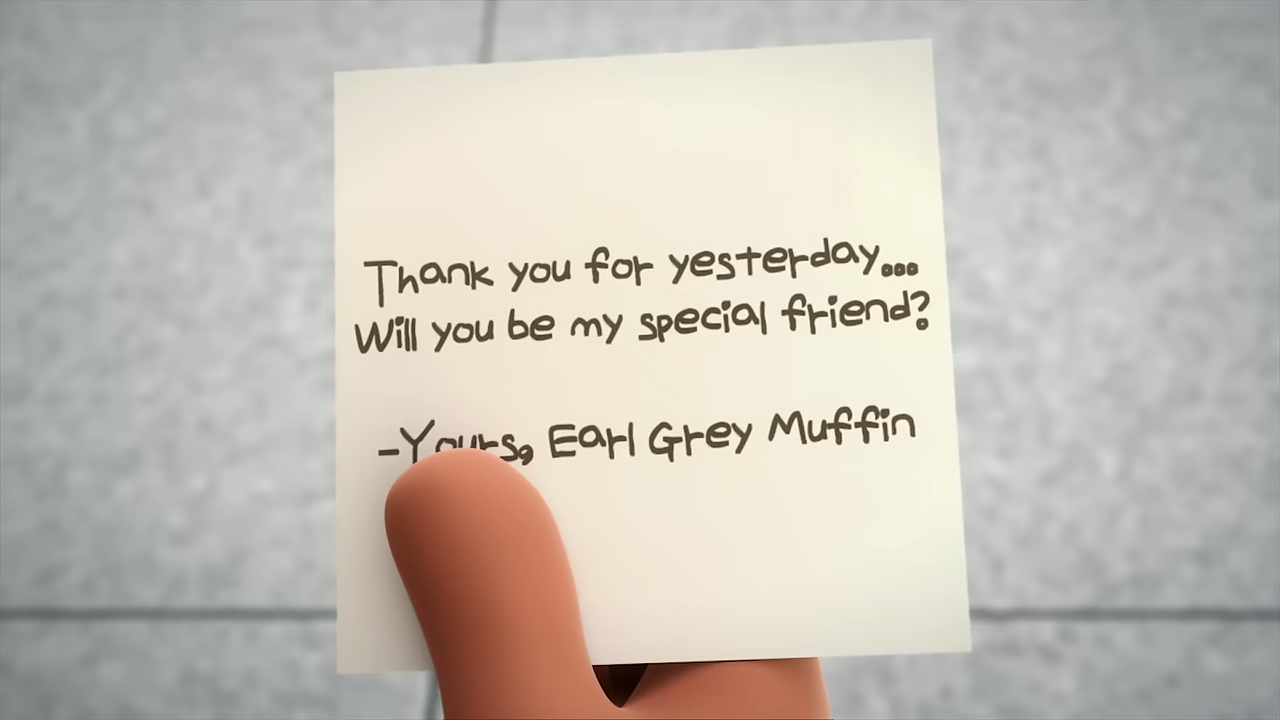 Thank you for yesterday...
Will you be my special friend?
-Yours, Earl Grey Muffin